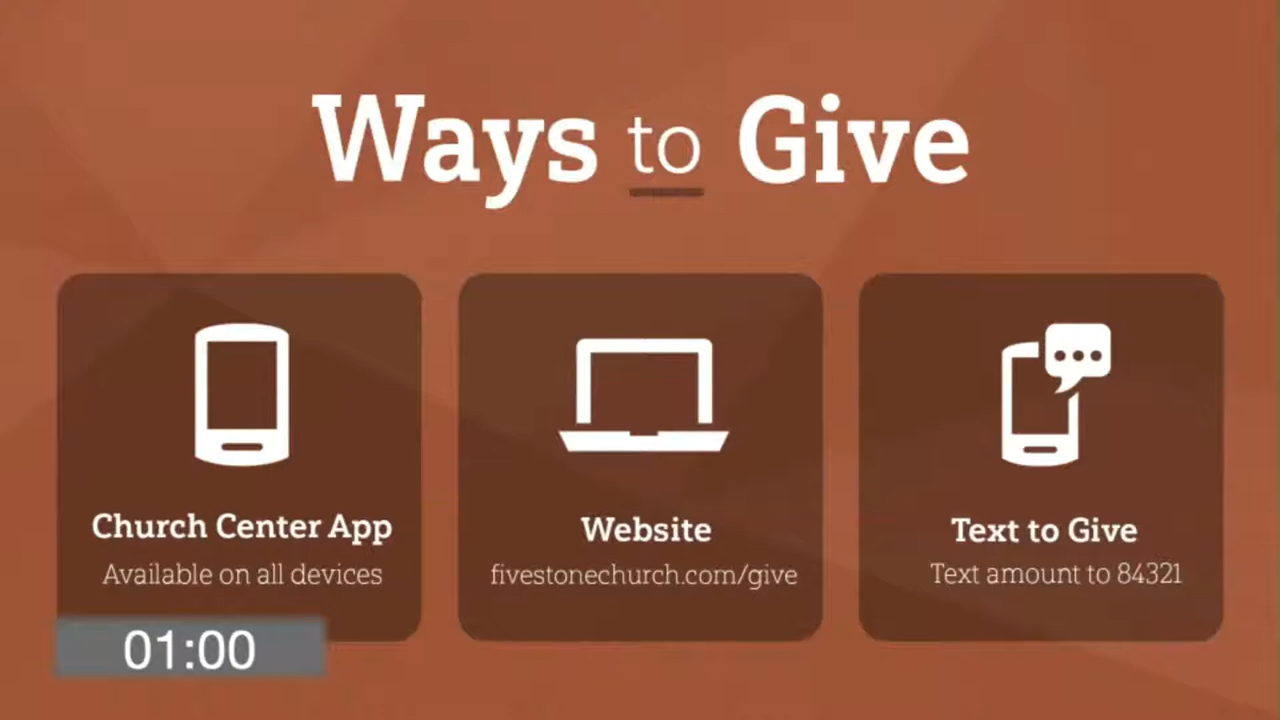 Ways to Give
Church Center App
Available on all devices
Website
fivestonechurch.com/give
Text to Give
Text amount to 84321
01:00